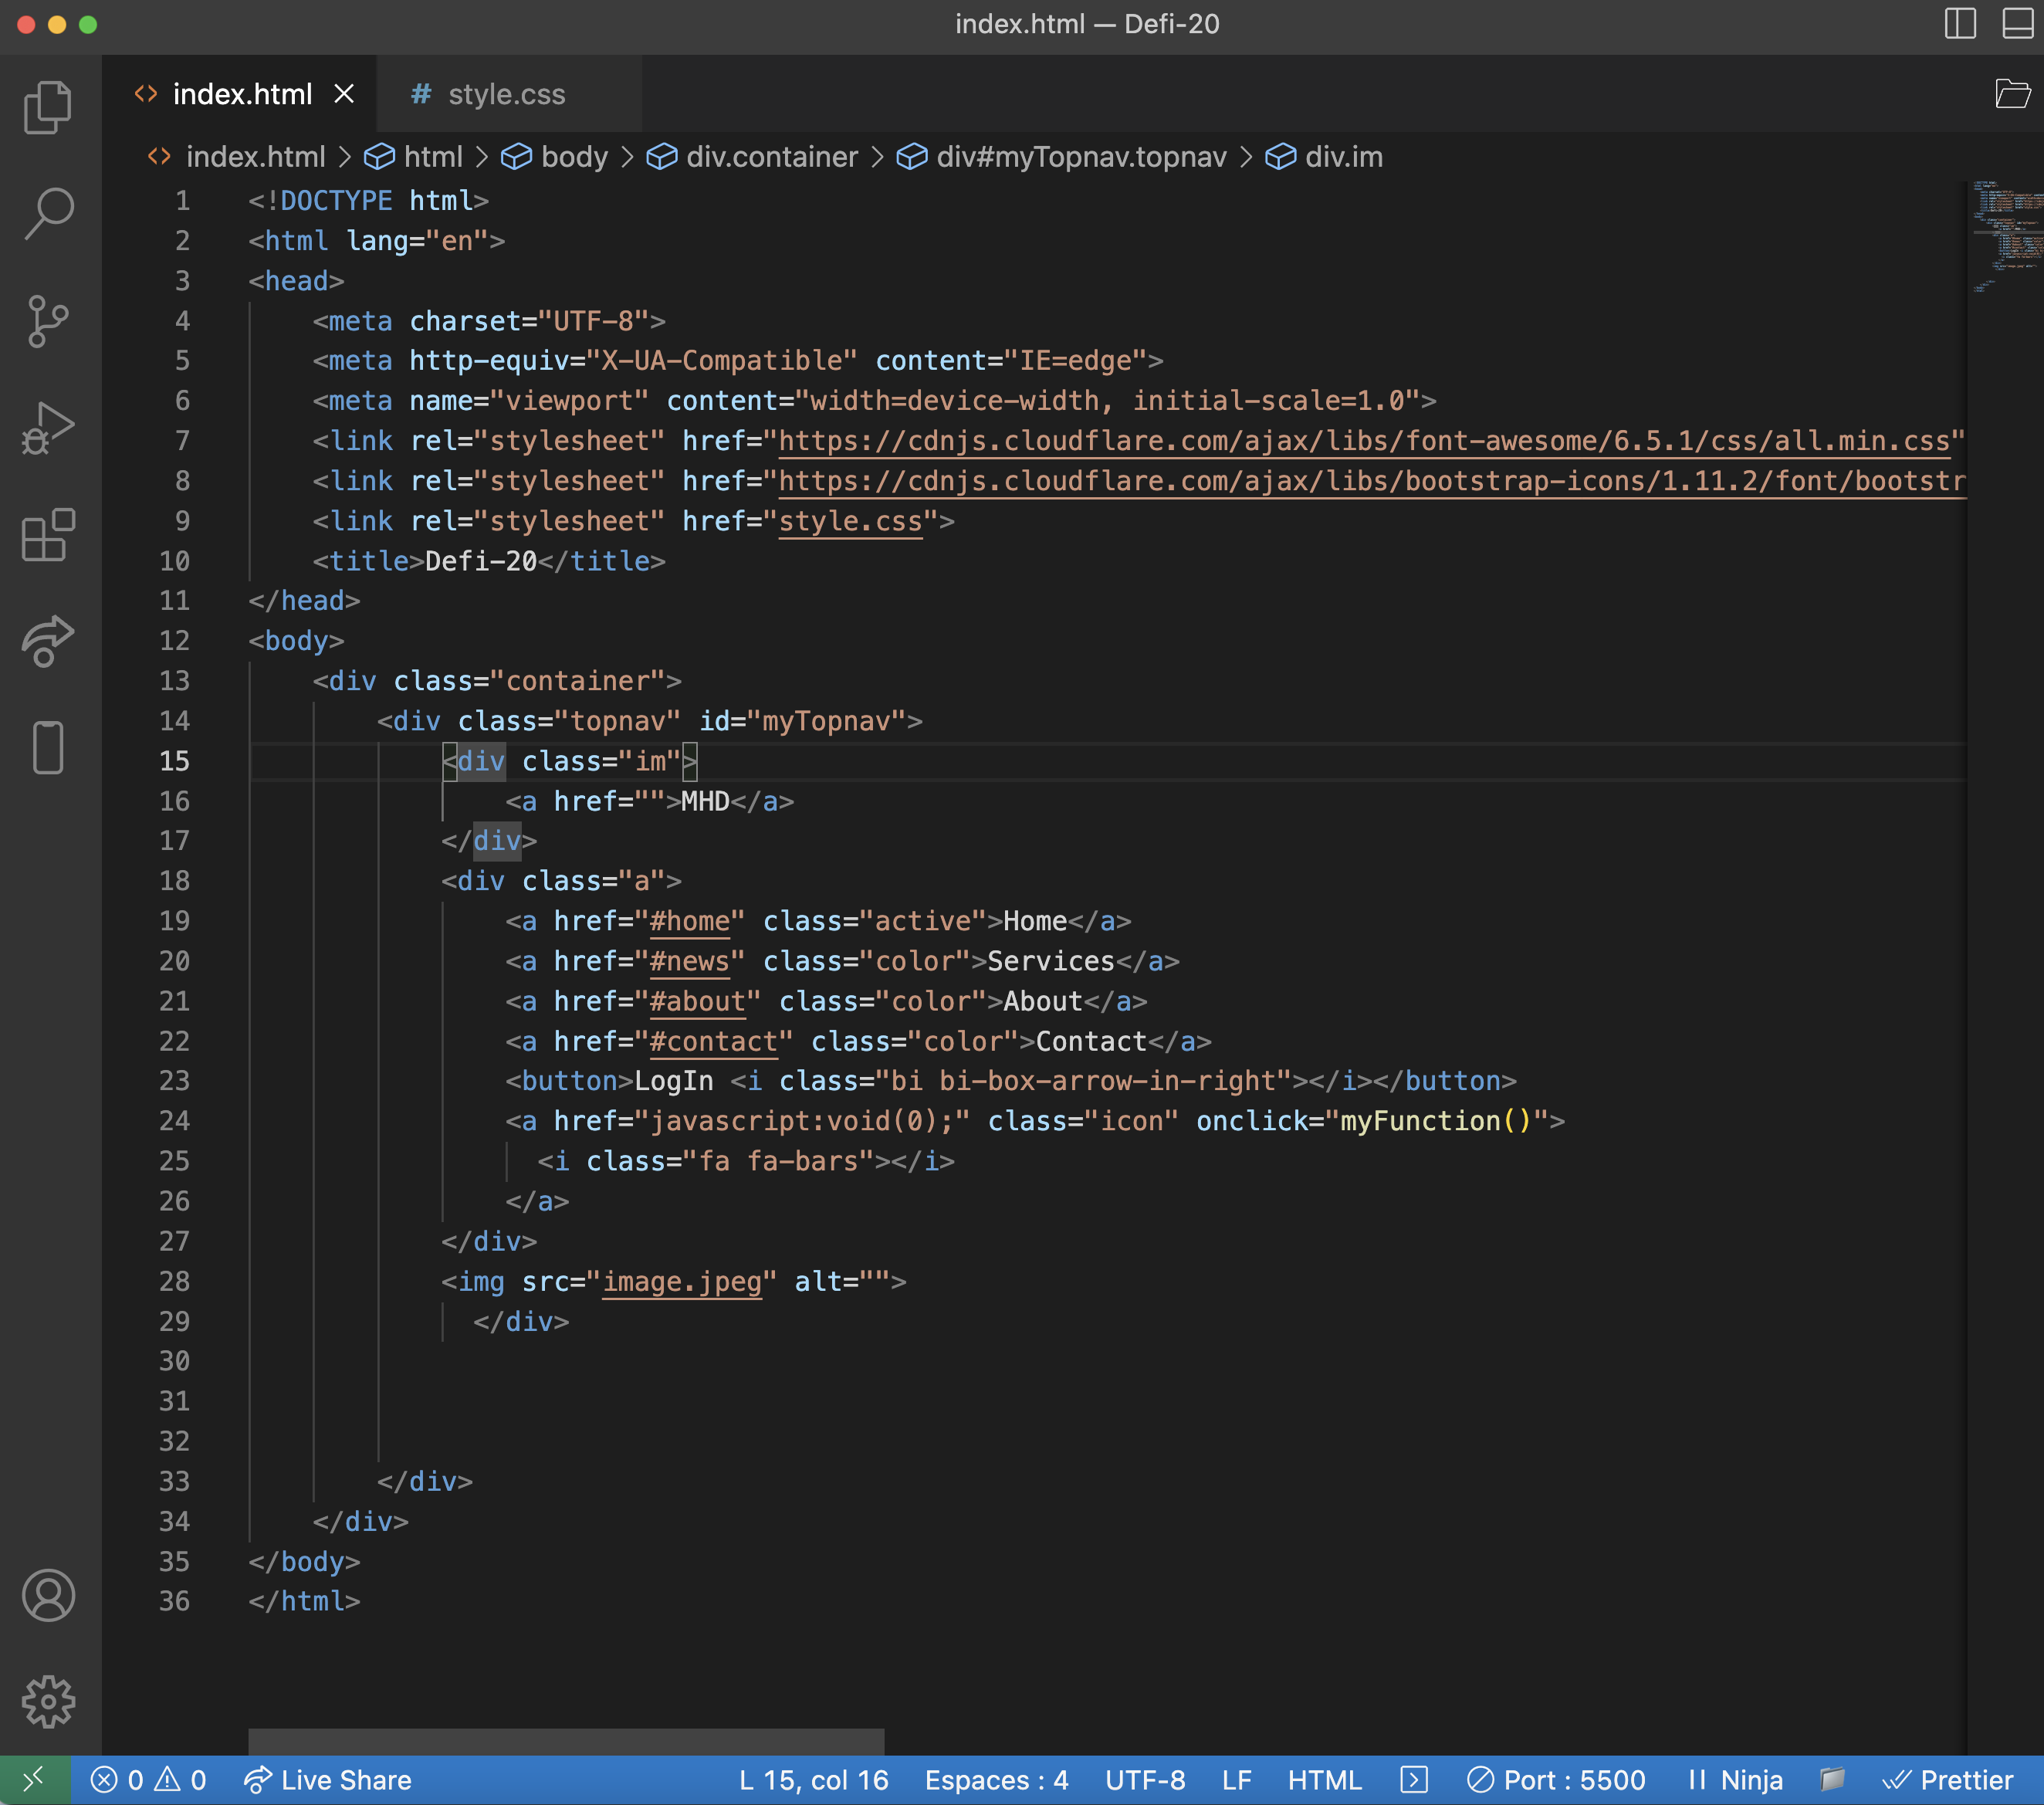 index.html — Defi-20
index.html
# style.css
index.html > html > body > div.container > div#myTopnav.topnav > div.im
1 <!DOCTYPE html>
2 <html lang="en">
3 <head>
4 <meta charset="UTF-8">
5 <meta http-equiv="X-UA-Compatible" content="IE=edge">
6 <meta name="viewport" content="width=device-width, initial-scale=1.0">
7 <link rel="stylesheet" href="https://cdnjs.cloudflare.com/ajax/libs/font-awesome/6.5.1/css/all.min.css"
8 <link rel="stylesheet" href="https://cdnjs.cloudflare.com/ajax/libs/bootstrap-icons/1.11.2/font/bootstr
9 <link rel="stylesheet" href="style.css">
10 <title>Defi-20</title>
11 </head>
12 <body>
13 <div class="container">
14 <div class="topnav" id="myTopnav">
15 <div class="im">
16 <a href="">MHD</a>
17 </div>
18 <div class="a">
19 <a href="#home" class="active">Home</a>
20 <a href="#news" class="color">Services</a>
21 <a href="#about" class="color">About</a>
22 <a href="#contact" class="color">Contact</a>
23 <button>LogIn <i class="bi bi-box-arrow-in-right"></i></button>
24 <a href="javascript:void(0);" class="icon" onclick="myFunction()">
25 <i class="fa fa-bars"></i>
26 </a>
27 </div>
28 <img src="image.jpeg" alt="">
29 </div>
30
31
32
33 </div>
34 </div>
35 </body>
36 </html>
0 0 Live Share L 15, col 16 Espaces : 4 UTF-8 LF HTML Port : 5500 Ninja Prettier